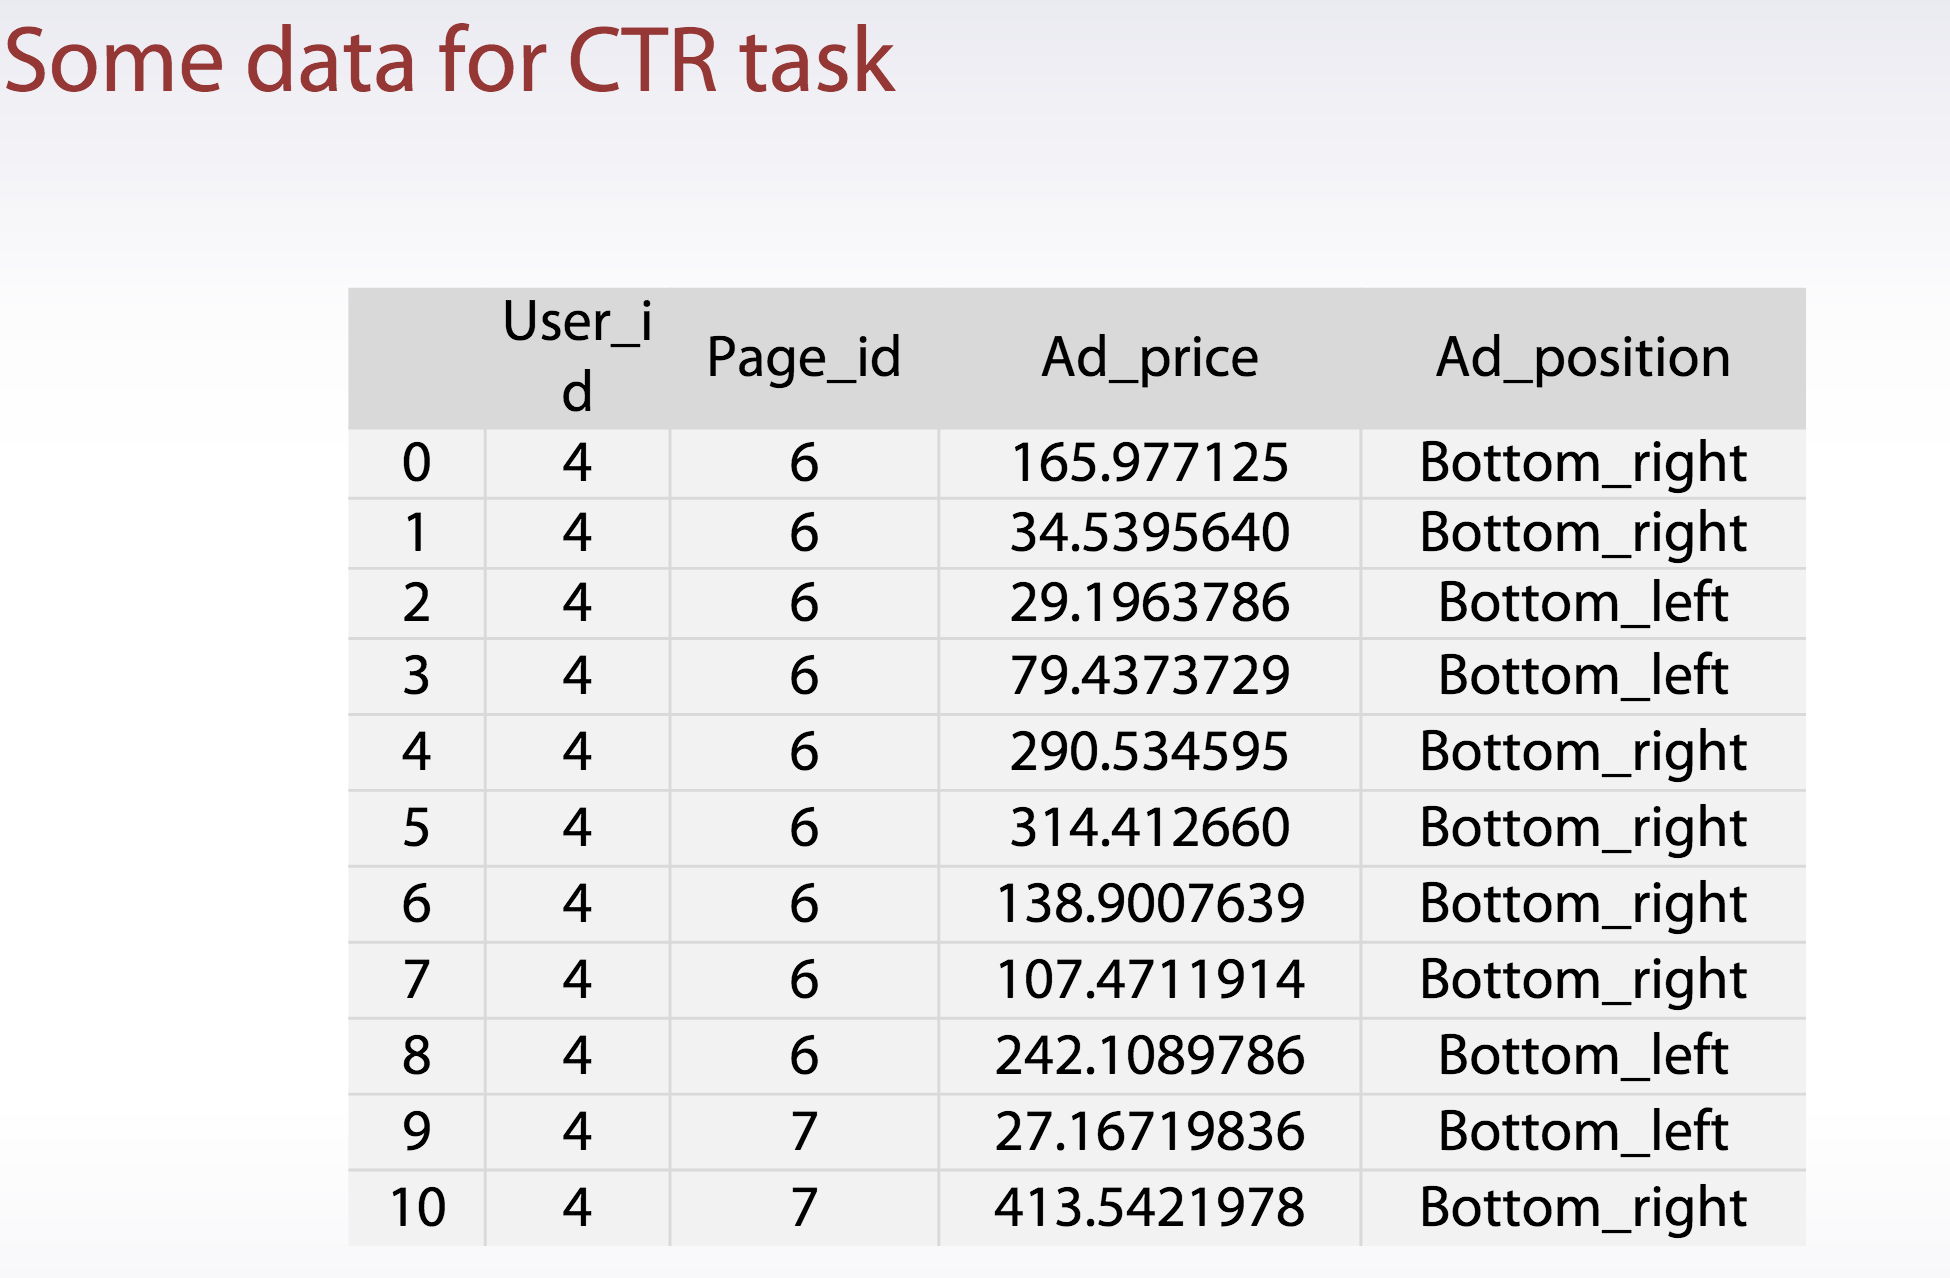 Some data for CTR task
User_i
d Page_id Ad_price Ad_position
0 4 6 165.977125 Bottom_right
1 4 6 34.5395640 Bottom_right
2 4 6 29.1963786 Bottom_left
3 4 6 79.4373729 Bottom_left
4 4 6 290.534595 Bottom_right
5 4 6 314.412660 Bottom_right
6 4 6 138.9007639 Bottom_right
7 4 6 107.4711914 Bottom_right
8 4 6 242.1089786 Bottom_left
9 4 7 27.16719836 Bottom_left
10 4 7 413.5421978 Bottom_right